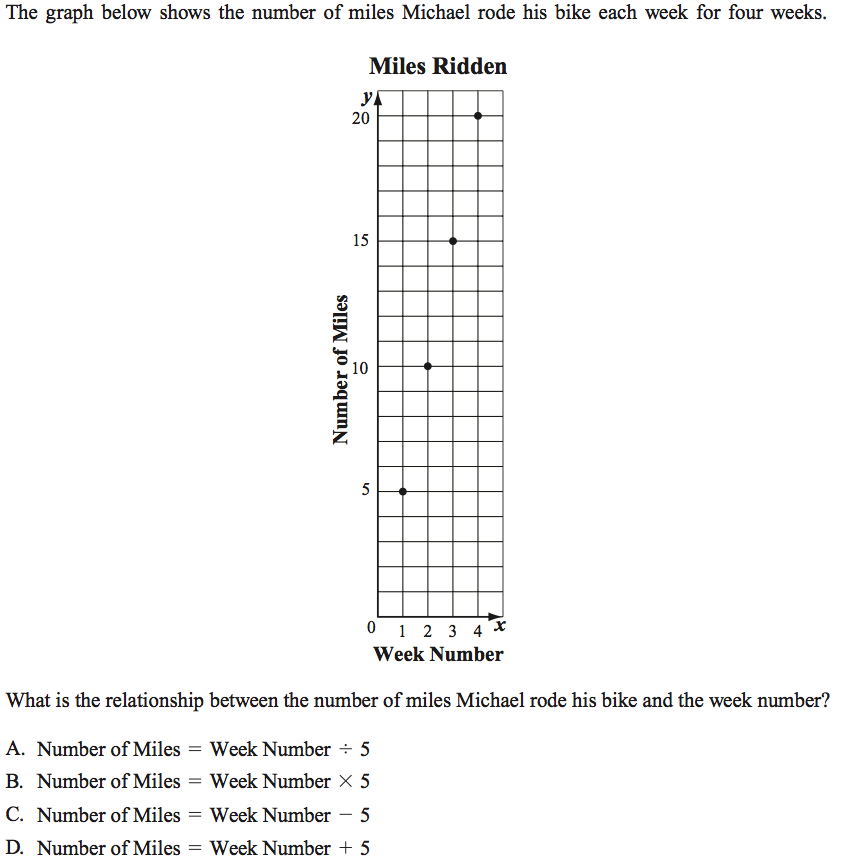 The graph below shows the number of miles Michael rode his bike each week for four weeks.
Miles Ridden
y
20
15
10
5
Number of Miles
0 1 2 3 4 x
Week Number
What is the relationship between the number of miles Michael rode his bike and the week number?
A. Number of Miles = Week Number ÷ 5
B. Number of Miles = Week Number × 5
C. Number of Miles = Week Number − 5
D. Number of Miles = Week Number + 5